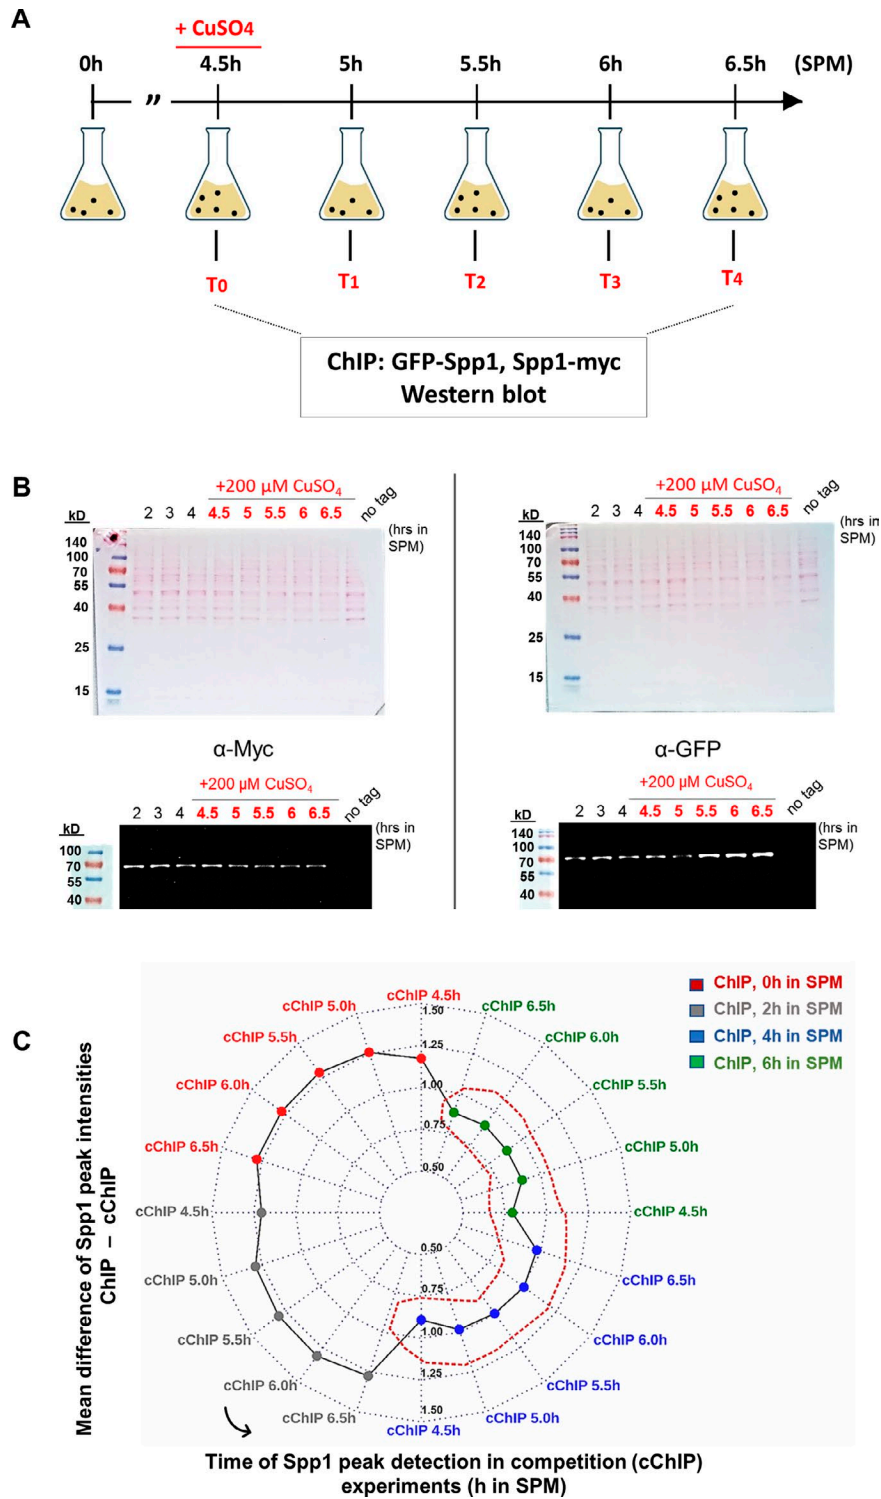 A
+ CuSO4
0h 4.5h 5h 5.5h 6h 6.5h (SPM)
T0 T1 T2 T3 T4
ChIP: GFP-Spp1, Spp1-myc
Western blot
B
+200 µM CuSO4
kD 2 3 4 4.5 5 5.5 6 6.5 no tag
(hrs in
SPM)
140
100
70
55
40
25
15
α-Myc
+200 µM CuSO4
kD 2 3 4 4.5 5 5.5 6 6.5 no tag
(hrs in
SPM)
100
70
55
40
+200 µM CuSO4
kD 2 3 4 4.5 5 5.5 6 6.5 no tag
(hrs in
SPM)
140
100
70
55
40
25
15
α-GFP
+200 µM CuSO4
kD 2 3 4 4.5 5 5.5 6 6.5 no tag
(hrs in
SPM)
140
100
70
55
40
C
ChIP, 0h in SPM
ChIP, 2h in SPM
ChIP, 4h in SPM
ChIP, 6h in SPM
Mean difference of Spp1 peak intensities
ChIP – cChIP
cChIP 4.5h
cChIP 5.0h
cChIP 5.5h
cChIP 6.0h
cChIP 6.5h
cChIP 4.5h
cChIP 5.0h
cChIP 5.5h
cChIP 6.0h
cChIP 6.5h
cChIP 4.5h
cChIP 5.0h
cChIP 5.5h
cChIP 6.0h
cChIP 6.5h
cChIP 4.5h
cChIP 5.0h
cChIP 5.5h
cChIP 6.0h
cChIP 6.5h
1.50
1.25
1.00
0.75
0.50
0.50
0.75
1.00
1.25
1.50
Time of Spp1 peak detection in competition (cChIP)
experiments (h in SPM)